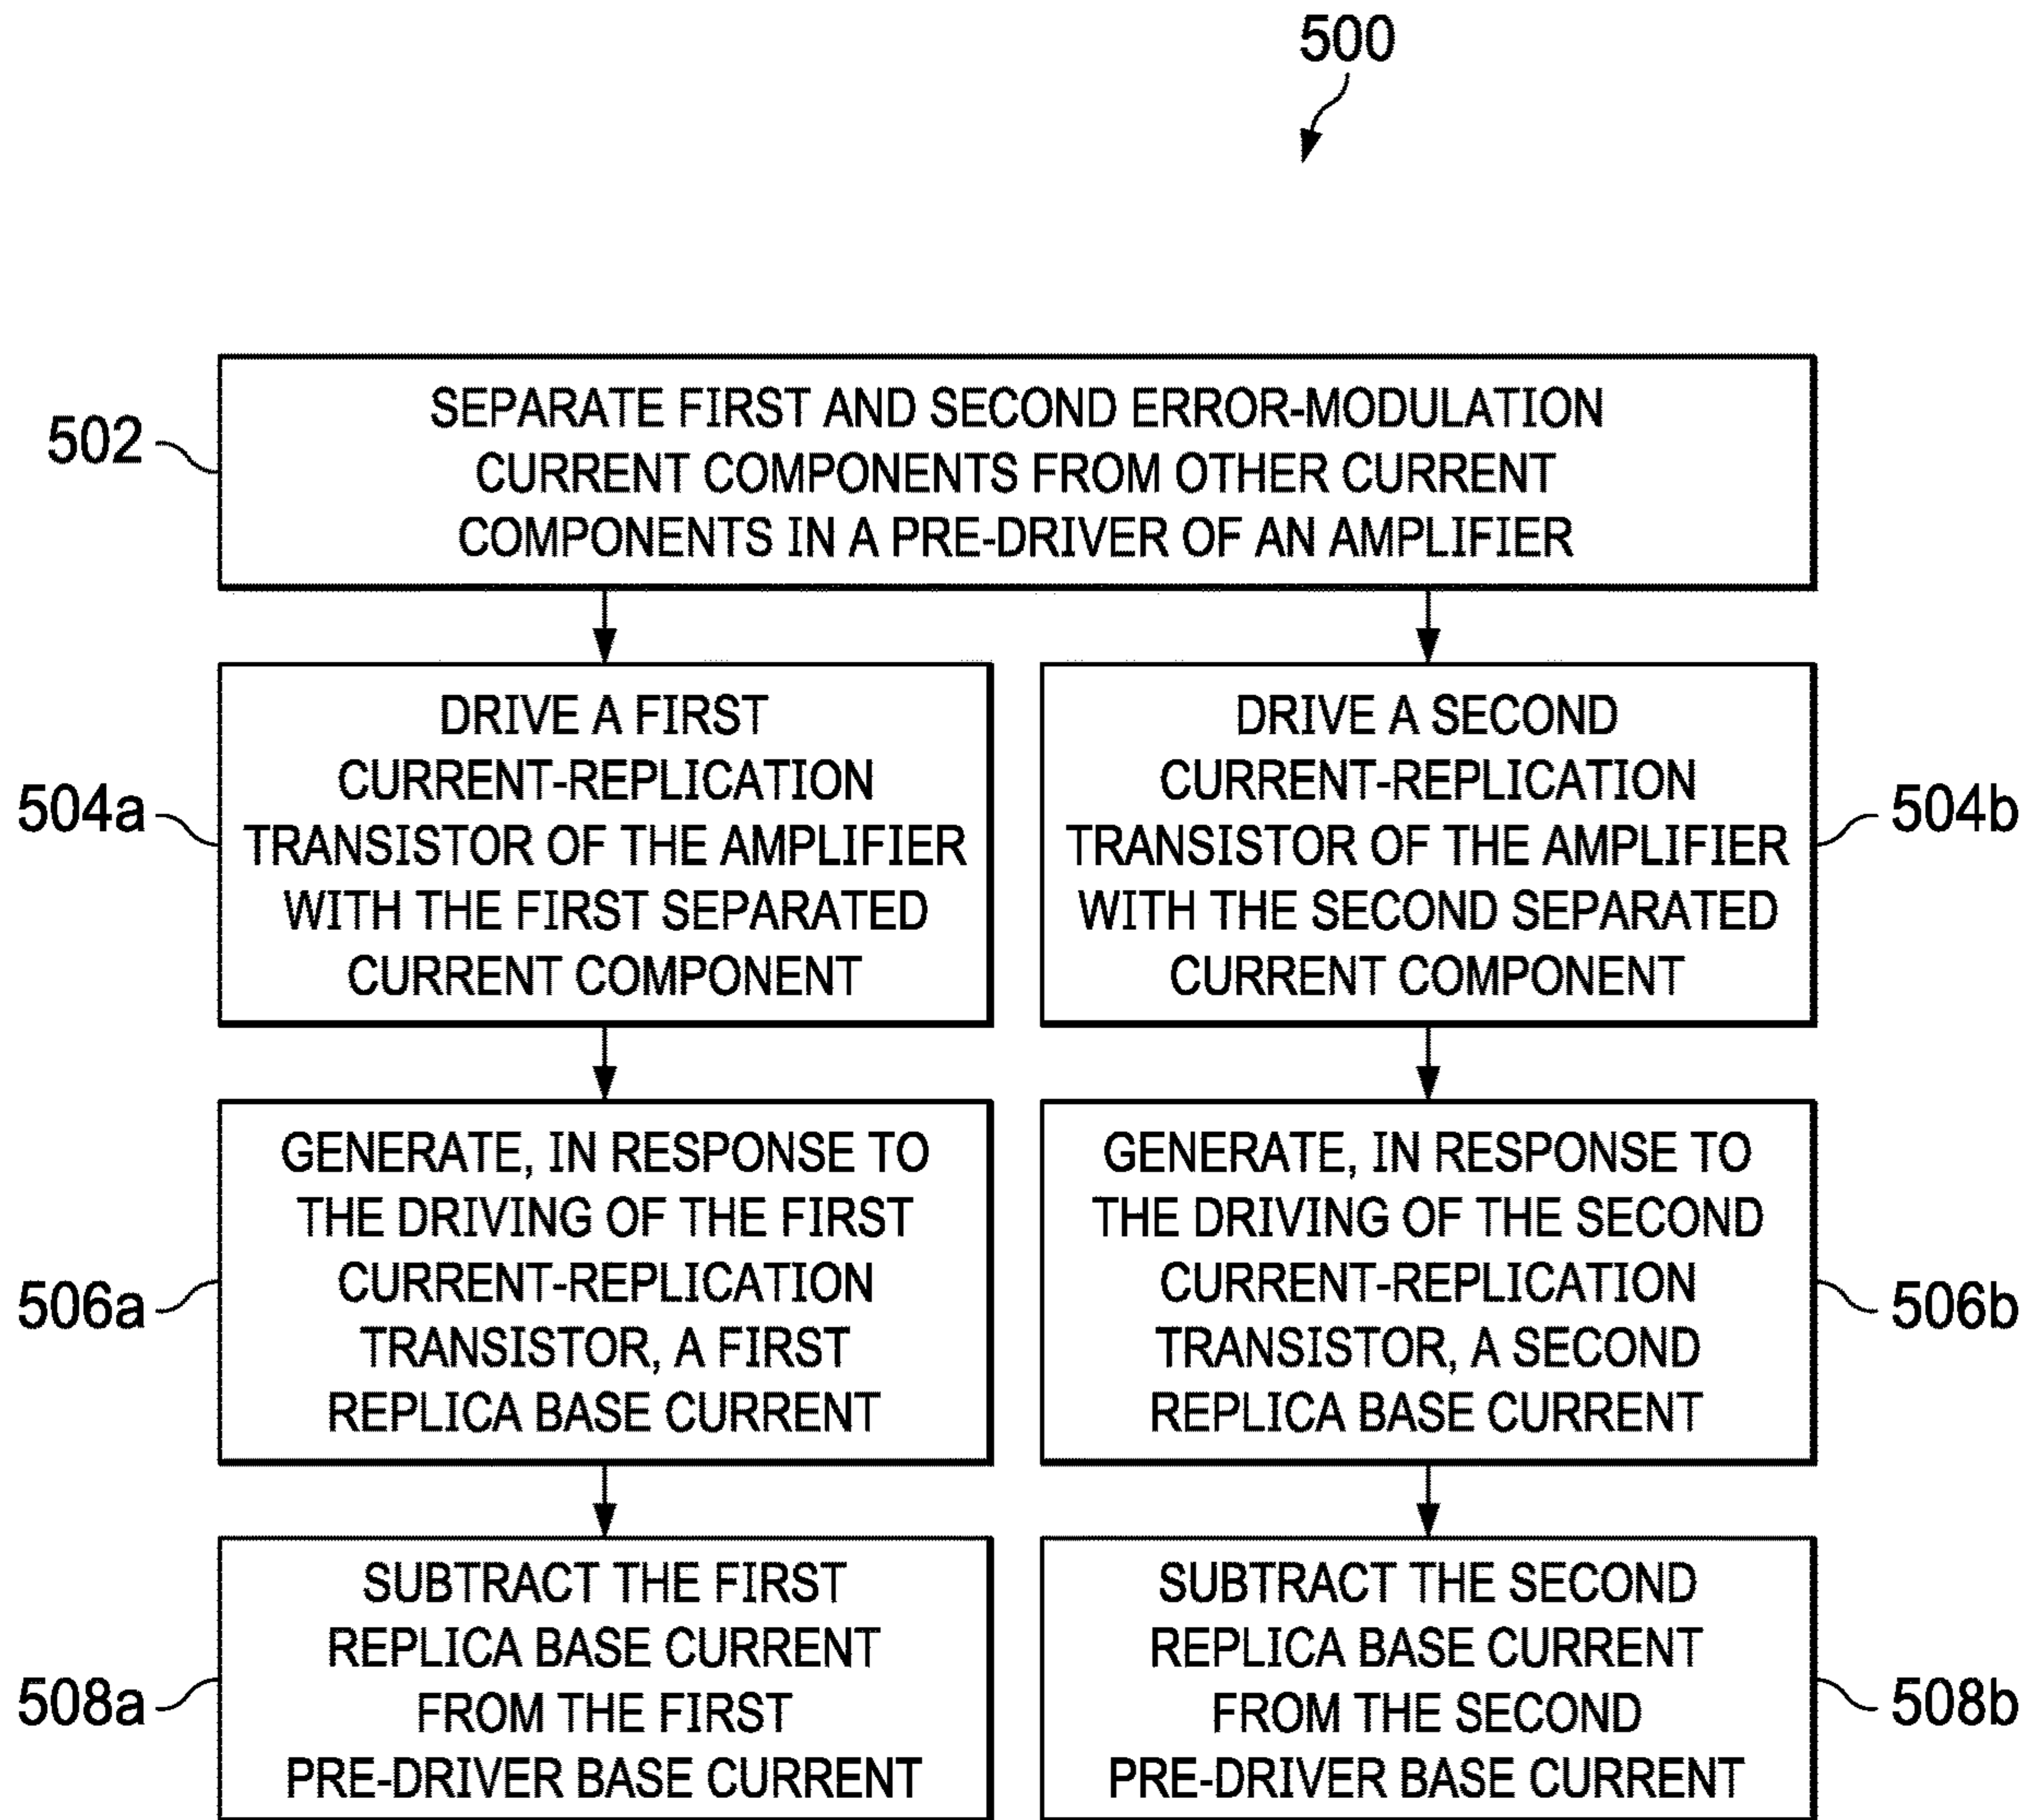 500
502
SEPARATE FIRST AND SECOND ERROR-MODULATION
CURRENT COMPONENTS FROM OTHER CURRENT
COMPONENTS IN A PRE-DRIVER OF AN AMPLIFIER
504a
DRIVE A FIRST
CURRENT-REPLICATION
TRANSISTOR OF THE AMPLIFIER
WITH THE FIRST SEPARATED
CURRENT COMPONENT
DRIVE A SECOND
CURRENT-REPLICATION
TRANSISTOR OF THE AMPLIFIER
WITH THE SECOND SEPARATED
CURRENT COMPONENT
504b
506a
GENERATE, IN RESPONSE TO
THE DRIVING OF THE FIRST
CURRENT-REPLICATION
TRANSISTOR, A FIRST
REPLICA BASE CURRENT
GENERATE, IN RESPONSE TO
THE DRIVING OF THE SECOND
CURRENT-REPLICATION
TRANSISTOR, A SECOND
REPLICA BASE CURRENT
506b
508a
SUBTRACT THE FIRST
REPLICA BASE CURRENT
FROM THE FIRST
PRE-DRIVER BASE CURRENT
SUBTRACT THE SECOND
REPLICA BASE CURRENT
FROM THE SECOND
PRE-DRIVER BASE CURRENT
508b